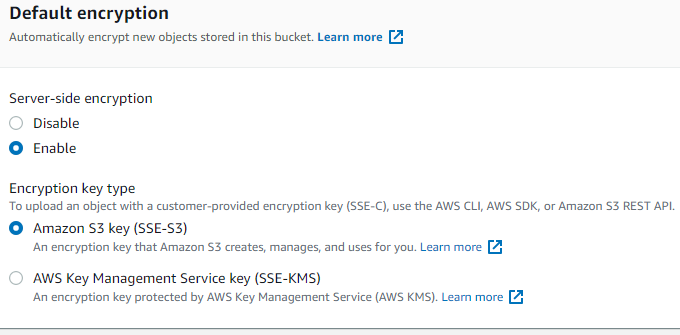 Default encryption
Automatically encrypt new objects stored in this bucket. Learn more
Server-side encryption
Disable
Enable
Encryption key type
To upload an object with a customer-provided encryption key (SSE-C), use the AWS CLI, AWS SDK, or Amazon S3 REST API.
Amazon S3 key (SSE-S3)
An encryption key that Amazon S3 creates, manages, and uses for you. Learn more
AWS Key Management Service key (SSE-KMS)
An encryption key protected by AWS Key Management Service (AWS KMS). Learn more